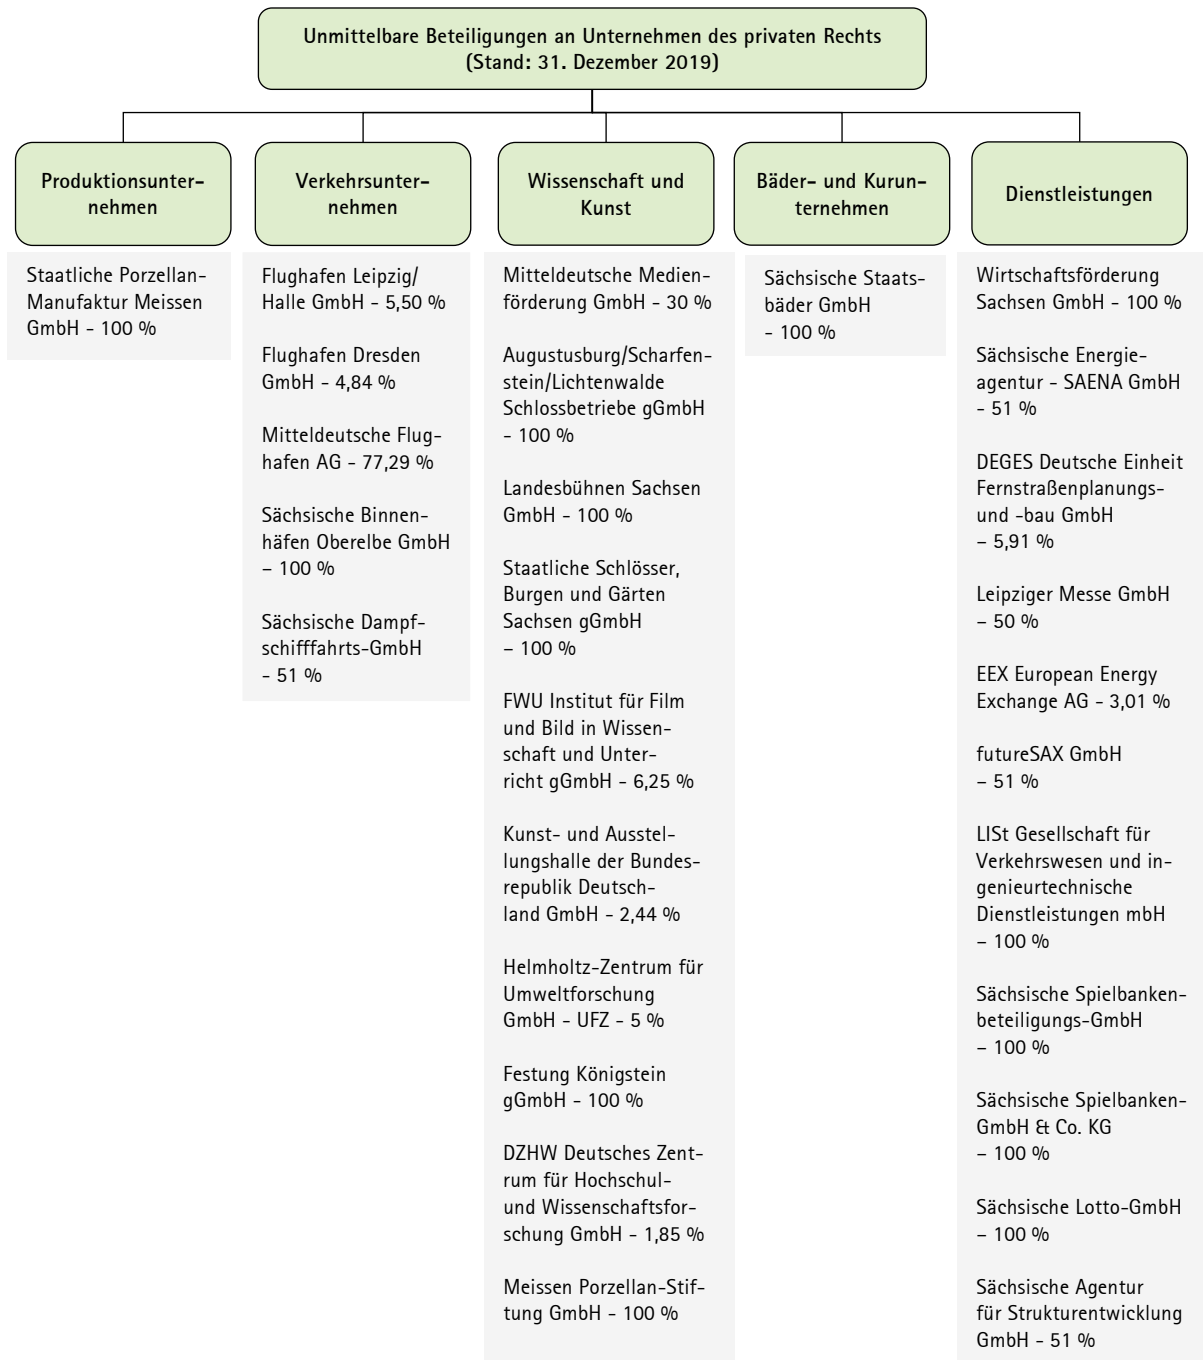 Unmittelbare Beteiligungen an Unternehmen des privaten Rechts
(Stand: 31. Dezember 2019)
Produktionsunter-
nehmen
Staatliche Porzellan-
Manufaktur Meissen
GmbH - 100 %
Verkehrsunter-
nehmen
Flughafen Leipzig/
Halle GmbH - 5,50 %
Flughafen Dresden
GmbH - 4,84 %
Mitteldeutsche Flug-
hafen AG - 77,29 %
Sächsische Binnen-
häfen Oberelbe GmbH
– 100 %
Sächsische Dampf-
schifffahrts-GmbH
- 51 %
Wissenschaft und
Kunst
Mitteldeutsche Medien-
förderung GmbH - 30 %
Augustusburg/Scharfen-
stein/Lichtenwalde
Schlossbetriebe gGmbH
- 100 %
Landesbühnen Sachsen
GmbH - 100 %
Staatliche Schlösser,
Burgen und Gärten
Sachsen gGmbH
– 100 %
FWU Institut für Film
und Bild in Wissen-
schaft und Unter-
richt gGmbH - 6,25 %
Kunst- und Ausstel-
lungshalle der Bundes-
republik Deutsch-
land GmbH - 2,44 %
Helmholtz-Zentrum für
Umweltforschung
GmbH - UFZ - 5 %
Festung Königstein
gGmbH - 100 %
DZHW Deutsches Zent-
rum für Hochschul-
und Wissenschaftsfor-
schung GmbH - 1,85 %
Meissen Porzellan-Stif-
tung GmbH - 100 %
Bäder- und Kurun-
ternehmen
Sächsische Staats-
bäder GmbH
- 100 %
Dienstleistungen
Wirtschaftsförderung
Sachsen GmbH - 100 %
Sächsische Energie-
agentur - SAENA GmbH
- 51 %
DEGES Deutsche Einheit
Fernstraßenplanungs-
und -bau GmbH
– 5,91 %
Leipziger Messe GmbH
– 50 %
EEX European Energy
Exchange AG - 3,01 %
futureSAX GmbH
– 51 %
LISt Gesellschaft für
Verkehrswesen und in-
genieurtechnische
Dienstleistungen mbH
– 100 %
Sächsische Spielbanken-
beteiligungs-GmbH
– 100 %
Sächsische Spielbanken-
GmbH & Co. KG
– 100 %
Sächsische Lotto-GmbH
– 100 %
Sächsische Agentur
für Strukturentwicklung
GmbH - 51 %